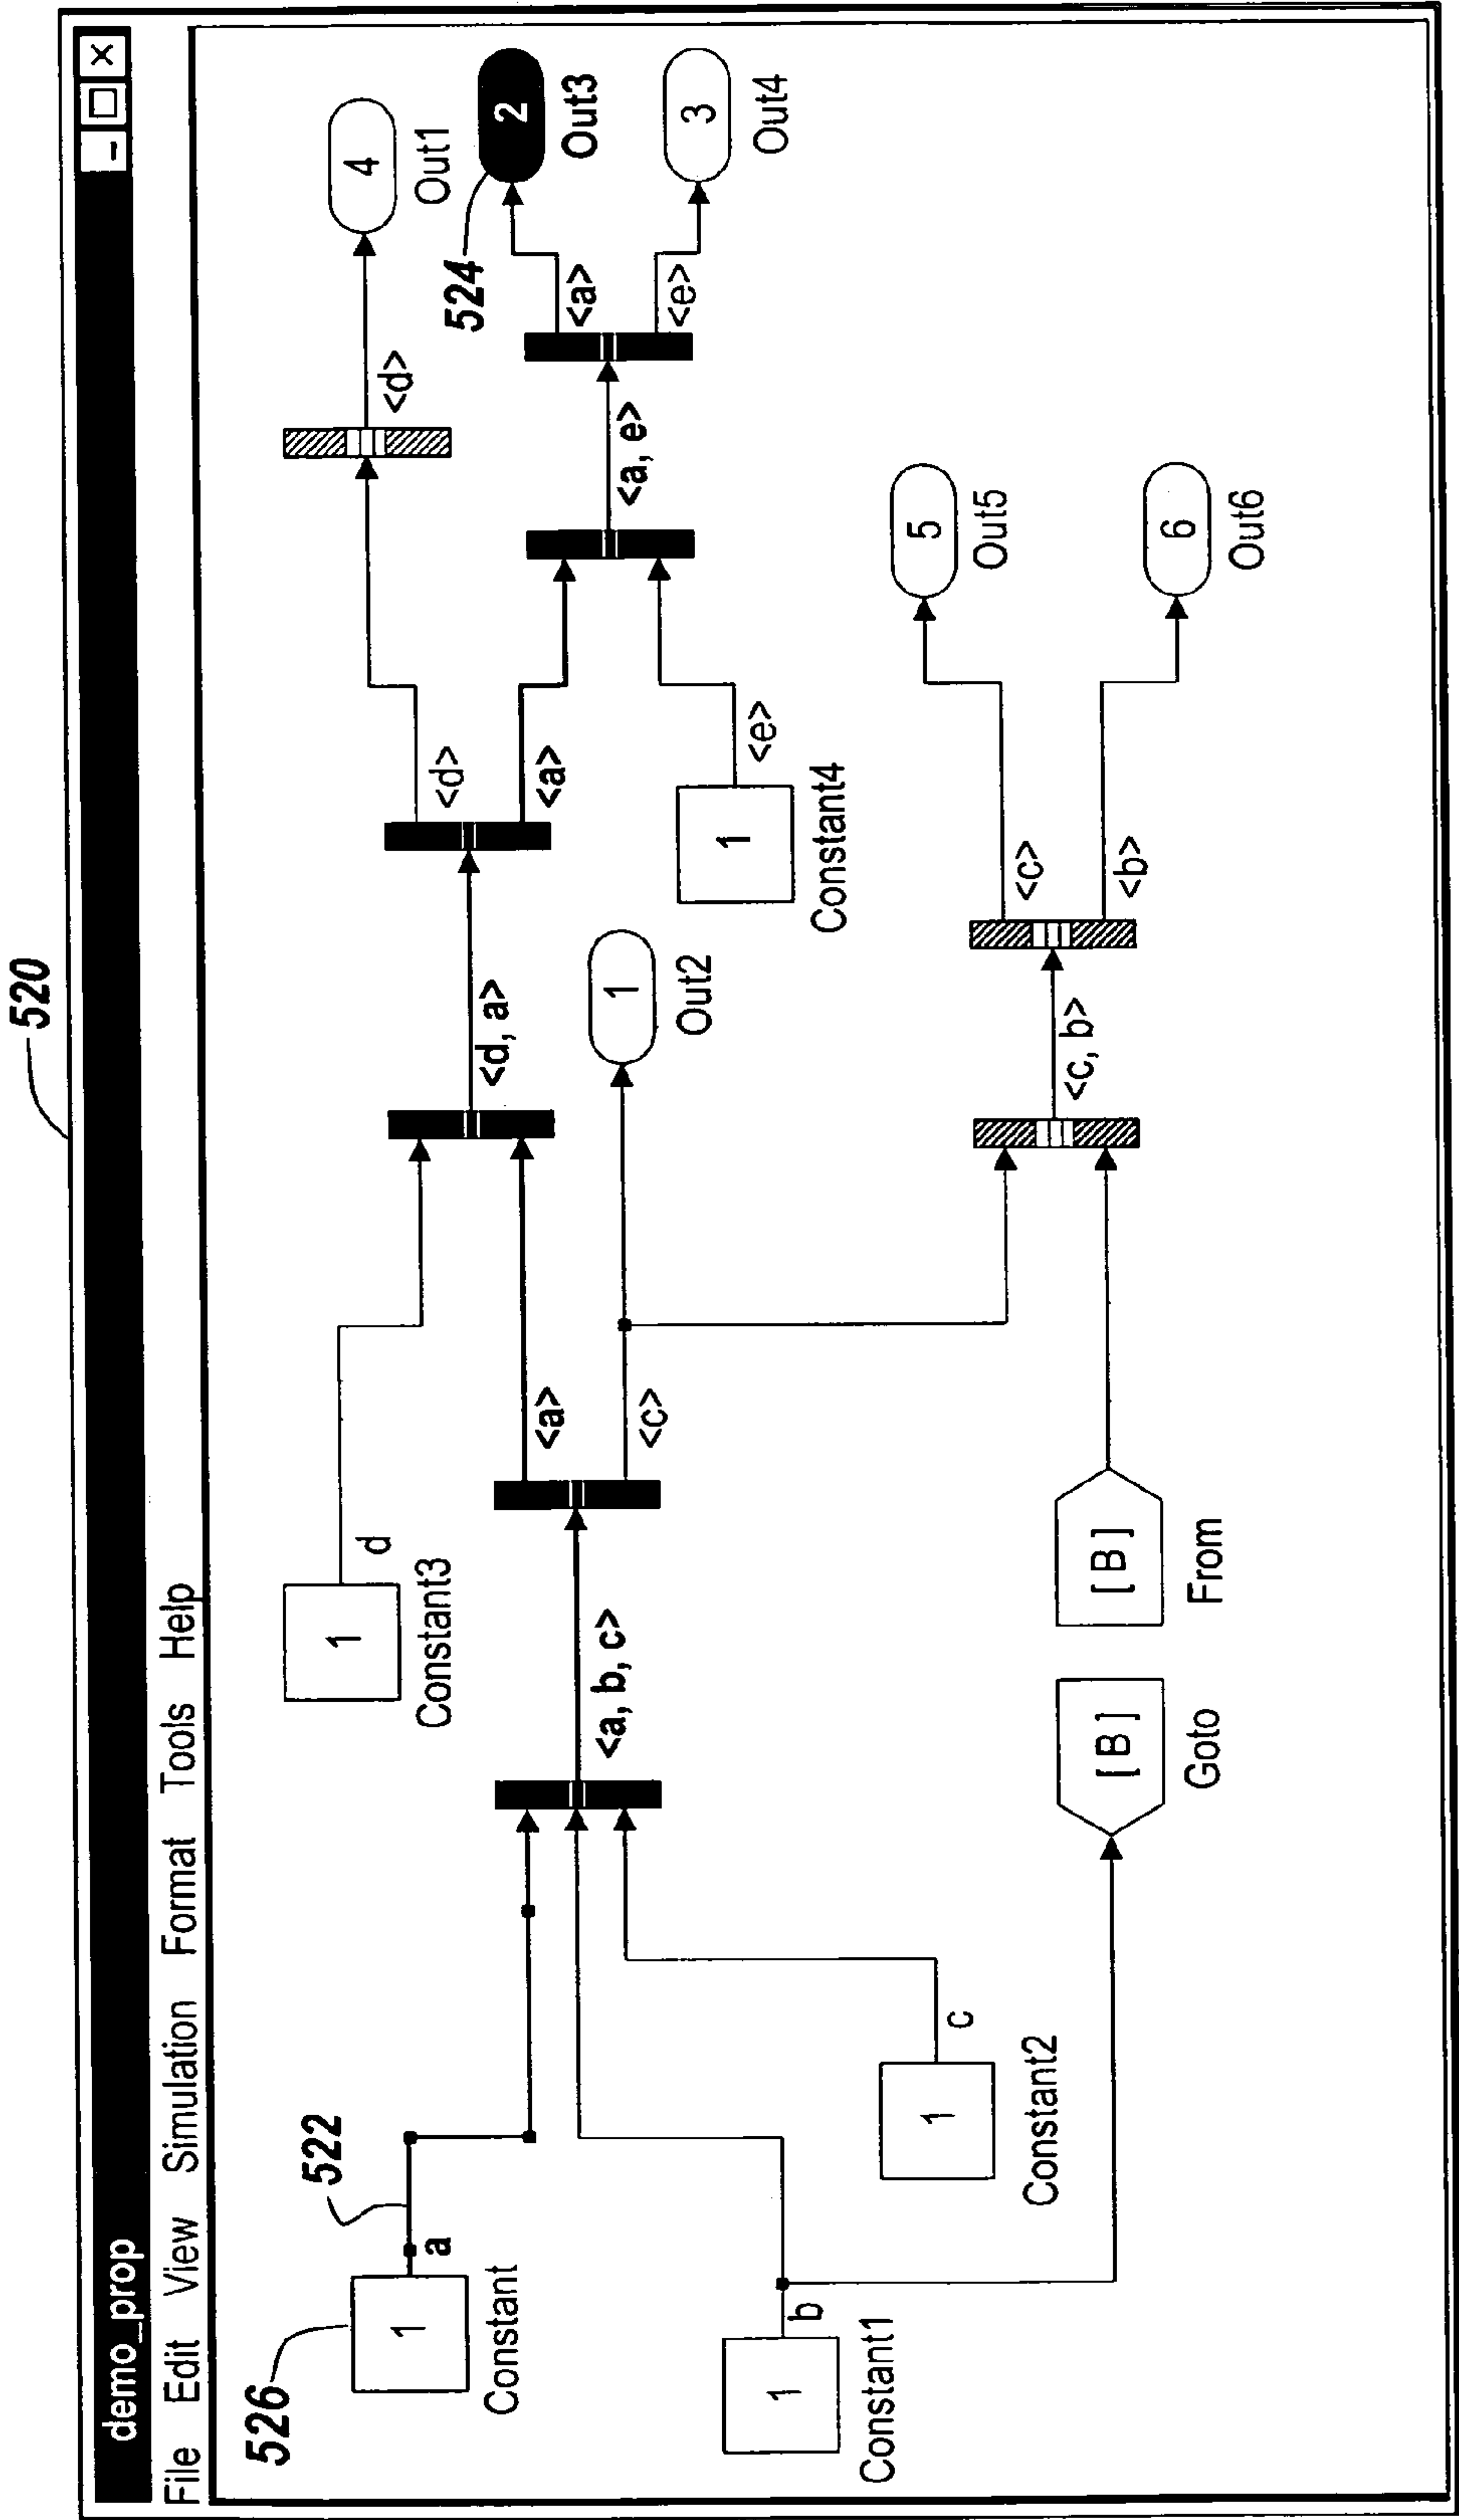 520
demo_prop
File Edit View Simulation Format Tools Help
526
1
Constant
a
522
1
Constant1
b
1
Constant2
c
[B]
Goto
[B]
From
<a, b, c>
1
Constant3
d
<a>
<c>
<d, a>
1
Out2
<d>
<a>
1
Constant4
<e>
<a, e>
<d>
4
Out1
524
<a>
<e>
2
Out3
3
Out4
<c, b>
<c>
<b>
5
Out5
6
Out6